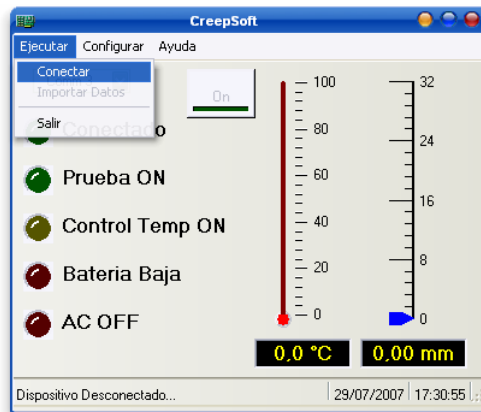 CreepSoft
Ejecutar Configurar Ayuda
Conectar
Importar Datos
Salir
On
Conectado
Prueba ON
Control Temp ON
Bateria Baja
AC OFF
100
80
60
40
20
0
32
24
16
8
0
0,0 °C
0,00 mm
Dispositivo Desconectado...
29/07/2007
17:30:55